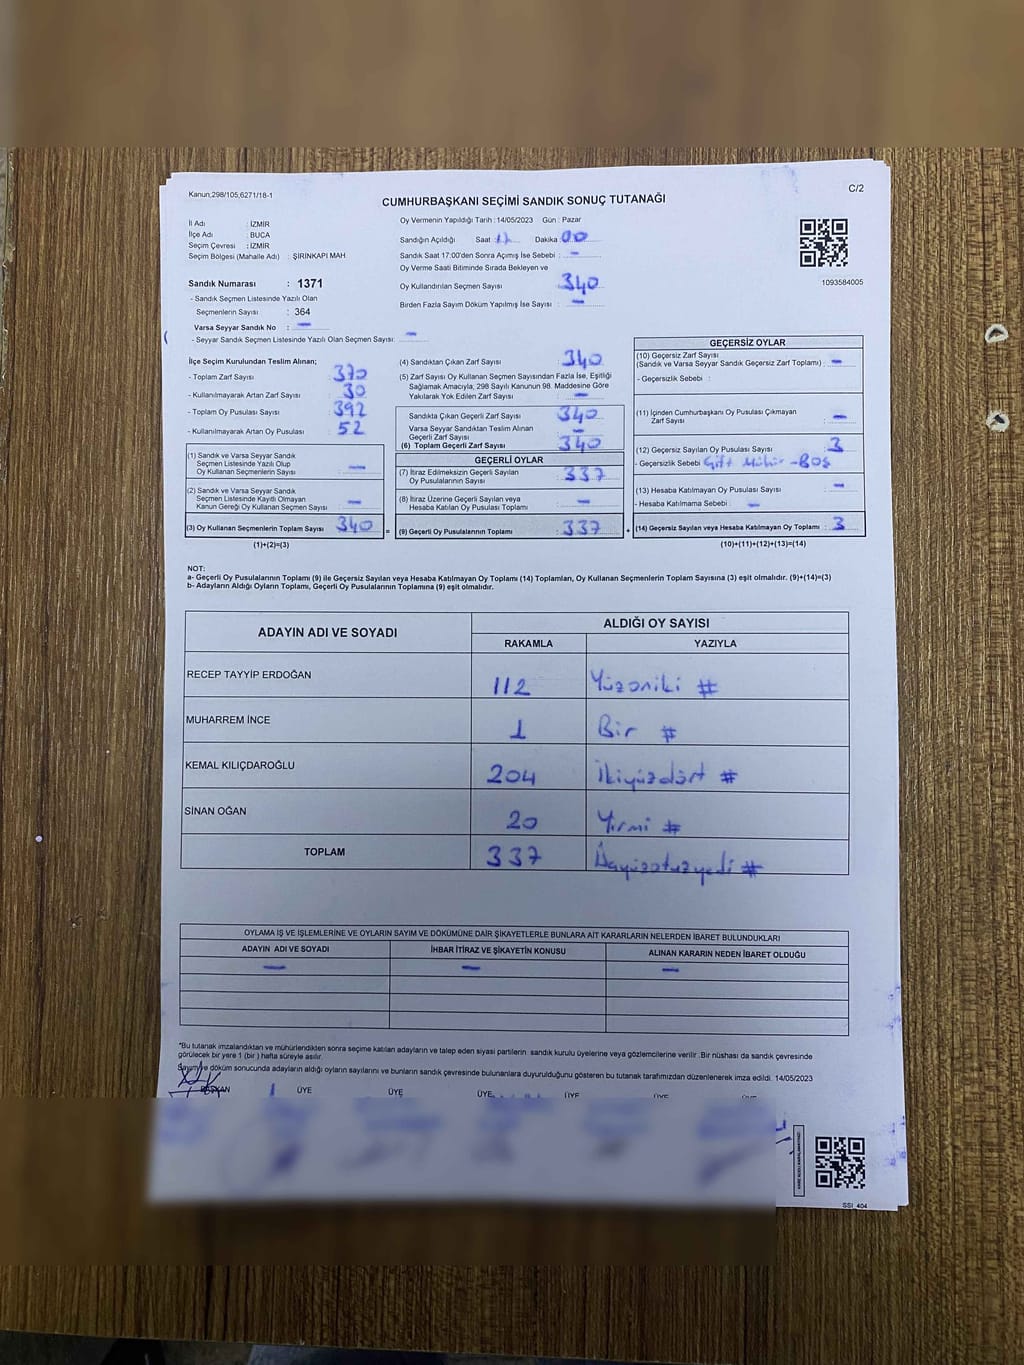 Kanun,298/105,6271/18-1
C/2
CUMHURBAŞKANI SEÇİMİ SANDIK SONUÇ TUTANAĞI
İl Adı : İZMİR
İlçe Adı : BUCA
Seçim Çevresi : İZMİR
Seçim Bölgesi (Mahalle Adı) : ŞİRİNKAPI MAH.
Sandık Numarası : 1371
- Sandık Seçmen Listesinde Yazılı Olan
Seçmenlerin Sayısı : 364
Varsa Seyyar Sandık No : —
- Seyyar Sandık Seçmen Listesinde Yazılı Olan Seçmen Sayısı: —
Oy Vermenin Yapıldığı Tarih : 14/05/2023 Gün : Pazar
Sandığın Açıldığı Saat : Dakika : 00
Sandık Saat 17:00'den Sonra Açımış İse Sebebi : —
Oy Verme Saati Bitiminde Sırada Bekleyen ve
Oy Kullandırılan Seçmen Sayısı 340
Birden Fazla Sayım Döküm Yapılmış İse Sayısı : —
1093584005
İlçe Seçim Kurulundan Teslim Alınan;
- Toplam Zarf Sayısı : 370
- Kullanılmayarak Artan Zarf Sayısı : 30
- Toplam Oy Pusulası Sayısı : 392
- Kullanılmayarak Artan Oy Pusulası : 52
(1) Sandık ve Varsa Seyyar Sandık
Seçmen Listesinde Yazılı Olup
Oy Kullanan Seçmenlerin Sayısı : —
(2) Sandık ve Varsa Seyyar Sandık
Seçmen Listesinde Kayıtlı Olmayan
Kanun Gereği Oy Kullanan Seçmen Sayısı : —
(3) Oy Kullanan Seçmenlerin Toplam Sayısı : 340
(1)+(2)=(3)
=
(4) Sandıktan Çıkan Zarf Sayısı : 340
(5) Zarf Sayısı Oy Kullanan Seçmen Sayısından Fazla İse, Eşitliği
Sağlamak Amacıyla; 298 Sayılı Kanunun 98. Maddesine Göre
Yakılarak Yok Edilen Zarf Sayısı : —
Sandıkta Çıkan Geçerli Zarf Sayısı : 340
Varsa Seyyar Sandıktan Teslim Alınan
Geçerli Zarf Sayısı : —
(6) Toplam Geçerli Zarf Sayısı : 340
GEÇERLİ OYLAR
(7) İtiraz Edilmeksizin Geçerli Sayılan
Oy Pusulalarının Toplamı : 337
(8) İtiraz Üzerine Geçerli Sayılan veya
Hesaba Katılan Oy Pusulaları Toplamı : —
(9) Geçerli Oy Pusulalarının Toplamı : 337
+
GEÇERSİZ OYLAR
(10) Geçersiz Zarf Sayısı
(Sandık ve Varsa Seyyar Sandık Geçersiz Zarf Toplamı) : —
- Geçersizlik Sebebi :
(11) İçinden Cumhurbaşkanı Oy Pusulası Çıkmayan
Zarf Sayısı : —
(12) Geçersiz Sayılan Oy Pusulası Sayısı : 3
- Geçersizlik Sebebi Çift Mühür - BOŞ
(13) Hesaba Katılmayan Oy Pusulası Sayısı : —
- Hesaba Katılmama Sebebi : —
(14) Geçersiz Sayılan veya Hesaba Katılmayan Oy Toplamı : 3
(10)+(11)+(12)+(13)=(14)
NOT:
a- Geçerli Oy Pusulalarının Toplamı (9) ile Geçersiz Sayılan veya Hesaba Katılmayan Oy Toplamı (14) Toplamları, Oy Kullanan Seçmenlerin Toplam Sayısına (3) eşit olmalıdır. (9)+(14)=(3)
b- Adayların Aldığı Oyların Toplamı, Geçerli Oy Pusulalarının Toplamına (9) eşit olmalıdır.
ADAYIN ADI VE SOYADI
ALDIĞI OY SAYISI
RAKAMLA YAZIYLA
RECEP TAYYİP ERDOĞAN 112 Yüzoniki #
MUHARREM İNCE 1 Bir #
KEMAL KILIÇDAROĞLU 204 ikiyüzdört #
SİNAN OĞAN 20 Yirmi #
TOPLAM 337 #
OYLAMA İŞ VE İŞLEMLERİNE VE OYLARIN SAYIM VE DÖKÜMÜNE DAİR ŞİKAYETLERLE BUNLARA AİT KARARLARIN NELERDEN İBARET BULUNDUKLARI
ADAYIN ADI VE SOYADI İHBAR İTİRAZ VE ŞİKAYETİN KONUSU ALINAN KARARIN NEDEN İBARET OLDUĞU
— — —
*Bu tutanak imzalandıktan ve mühürlendikten sonra seçime katılan adayların ve talep eden siyasi partilerin sandık kurulu üyelerine veya gözlemcilerine verilir .Bir nüshası da sandık çevresinde
görülecek bir yere 1 (bir ) hafta süreyle asılır.
Sayım ve döküm sonucunda adayların aldığı oyların sayılarını ve bunların sandık çevresinde bulunanlara duyurulduğunu gösteren bu tutanak tarafımızdan düzenlenerek imza edildi. 14/05/2023
BAŞKAN ÜYE ÜYE ÜYE ÜYE ÜYE ÜYE
SSİ 404